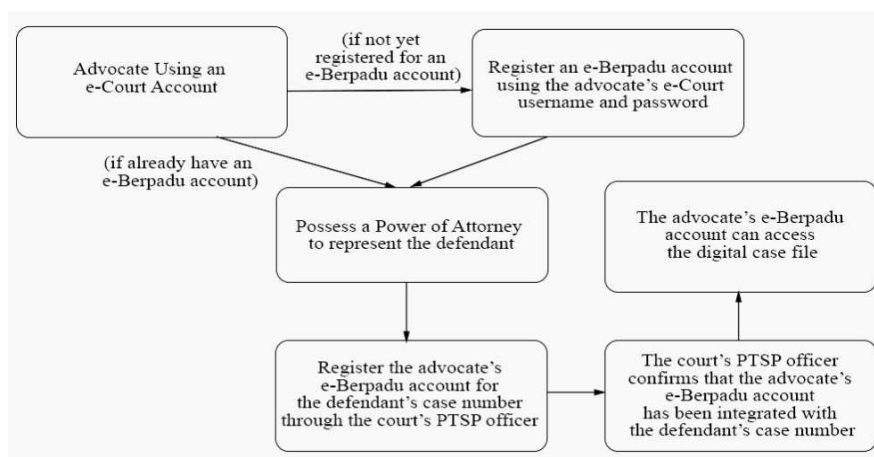 Advocate Using an
e-Court Account
(if not yet
registered for an
e-Berpadu account)
Register an e-Berpadu account
using the advocate’s e-Court
username and password
(if already have an
e-Berpadu account)
Possess a Power of Attorney
to represent the defendant
The advocate’s e-Berpadu
account can access
the digital case file
Register the advocate’s
e-Berpadu account for
the defendant’s case number
through the court’s PTSP officer
The court’s PTSP officer
confirms that the advocate’s
e-Berpadu account
has been integrated with
the defendant’s case number